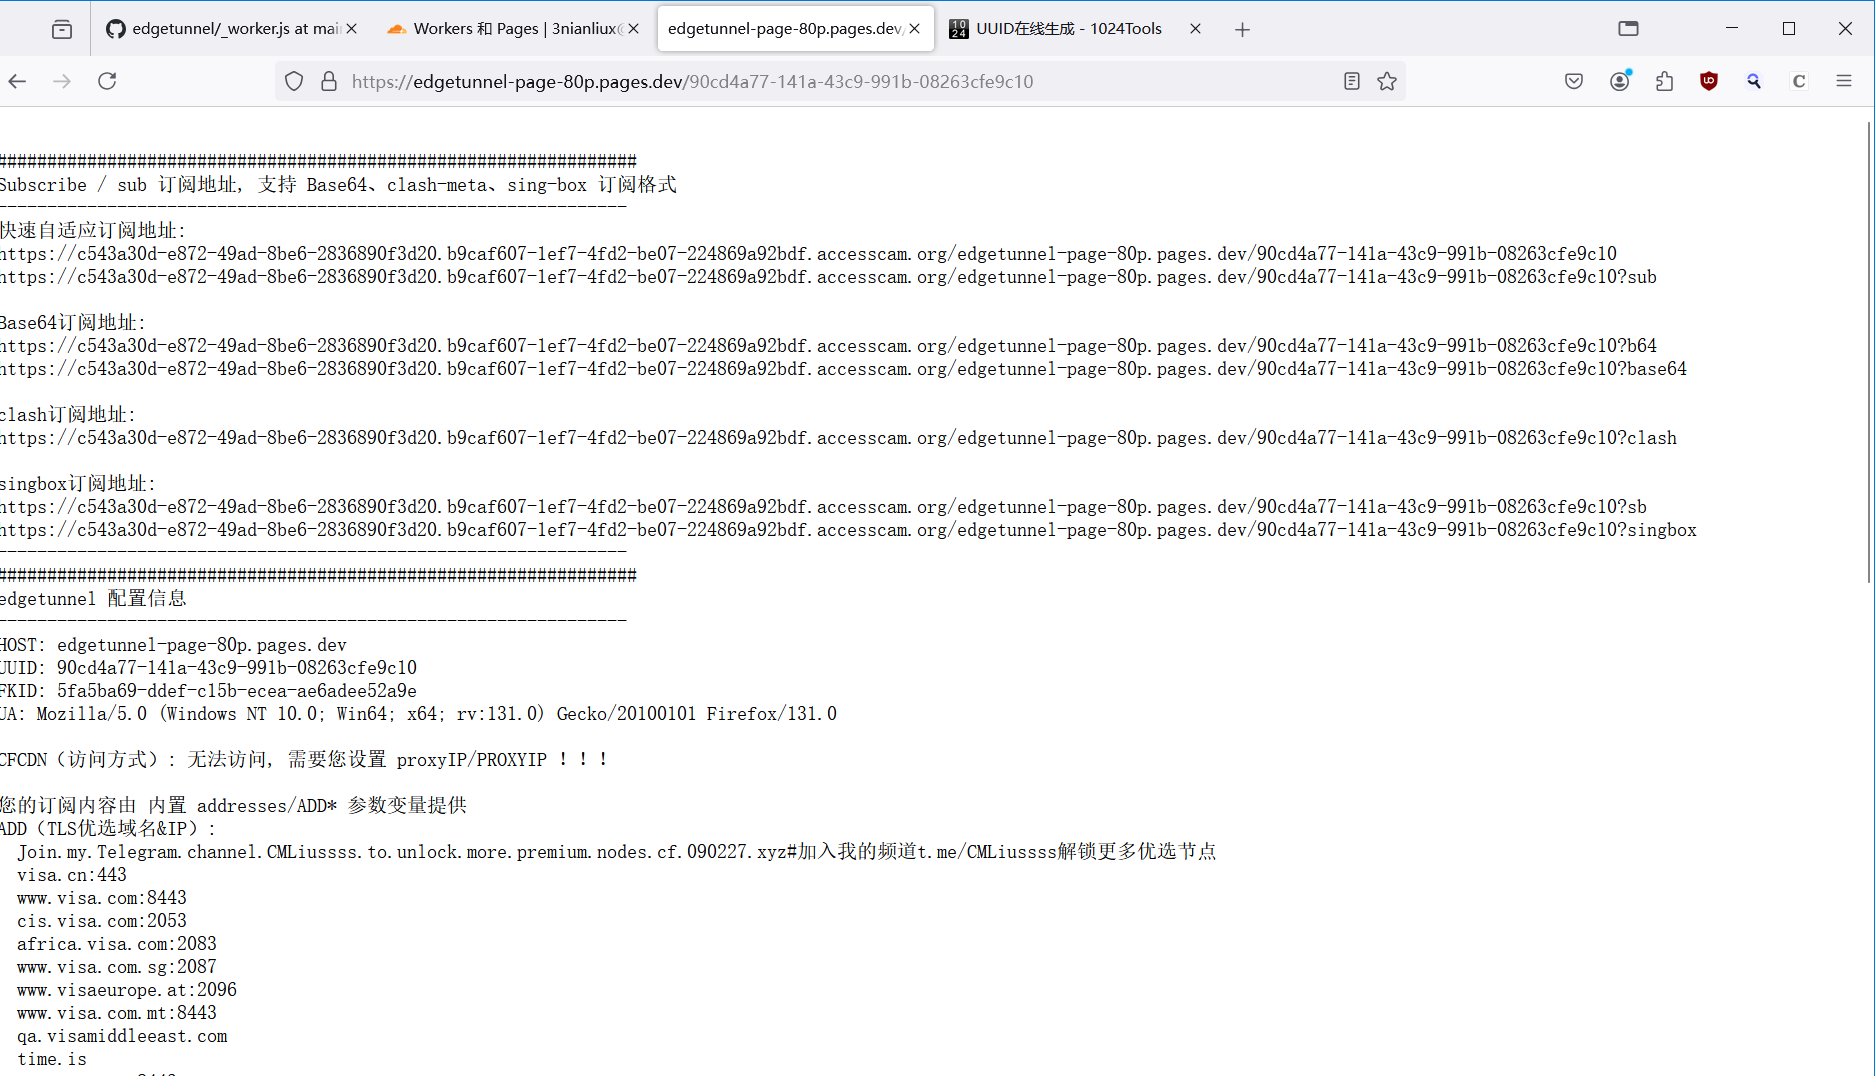 edgetunnel/_worker.js at mai
Workers 和 Pages | 3nianliux@
edgetunnel-page-80p.pages.dev/
10 24
UUID在线生成 - 1024Tools
https://edgetunnel-page-80p.pages.dev/90cd4a77-141a-43c9-991b-08263cfe9c10
C
################################################################
Subscribe / sub 订阅地址, 支持 Base64、clash-meta、sing-box 订阅格式
---------------------------------------------------------------
快速自适应订阅地址:
https://c543a30d-e872-49ad-8be6-2836890f3d20.b9caf607-1ef7-4fd2-be07-224869a92bdf.accesscam.org/edgetunnel-page-80p.pages.dev/90cd4a77-141a-43c9-991b-08263cfe9c10
https://c543a30d-e872-49ad-8be6-2836890f3d20.b9caf607-1ef7-4fd2-be07-224869a92bdf.accesscam.org/edgetunnel-page-80p.pages.dev/90cd4a77-141a-43c9-991b-08263cfe9c10?sub
Base64订阅地址:
https://c543a30d-e872-49ad-8be6-2836890f3d20.b9caf607-1ef7-4fd2-be07-224869a92bdf.accesscam.org/edgetunnel-page-80p.pages.dev/90cd4a77-141a-43c9-991b-08263cfe9c10?b64
https://c543a30d-e872-49ad-8be6-2836890f3d20.b9caf607-1ef7-4fd2-be07-224869a92bdf.accesscam.org/edgetunnel-page-80p.pages.dev/90cd4a77-141a-43c9-991b-08263cfe9c10?base64
clash订阅地址:
https://c543a30d-e872-49ad-8be6-2836890f3d20.b9caf607-1ef7-4fd2-be07-224869a92bdf.accesscam.org/edgetunnel-page-80p.pages.dev/90cd4a77-141a-43c9-991b-08263cfe9c10?clash
singbox订阅地址:
https://c543a30d-e872-49ad-8be6-2836890f3d20.b9caf607-1ef7-4fd2-be07-224869a92bdf.accesscam.org/edgetunnel-page-80p.pages.dev/90cd4a77-141a-43c9-991b-08263cfe9c10?sb
https://c543a30d-e872-49ad-8be6-2836890f3d20.b9caf607-1ef7-4fd2-be07-224869a92bdf.accesscam.org/edgetunnel-page-80p.pages.dev/90cd4a77-141a-43c9-991b-08263cfe9c10?singbox
---------------------------------------------------------------
################################################################
edgetunnel 配置信息
---------------------------------------------------------------
HOST: edgetunnel-page-80p.pages.dev
UUID: 90cd4a77-141a-43c9-991b-08263cfe9c10
FKID: 5fa5ba69-ddef-c15b-ecea-ae6adee52a9e
UA: Mozilla/5.0 (Windows NT 10.0; Win64; x64; rv:131.0) Gecko/20100101 Firefox/131.0
CFCDN（访问方式）: 无法访问, 需要您设置 proxyIP/PROXYIP ！！！
您的订阅内容由 内置 addresses/ADD* 参数变量提供
ADD（TLS优选域名&IP）:
Join.my.Telegram.channel.CMLiussss.to.unlock.more.premium.nodes.cf.090227.xyz#加入我的频道t.me/CMLiussss解锁更多优选节点
visa.cn:443
www.visa.com:8443
cis.visa.com:2053
africa.visa.com:2083
www.visa.com.sg:2087
www.visaeurope.at:2096
www.visa.com.mt:8443
qa.visamiddleeast.com
time.is